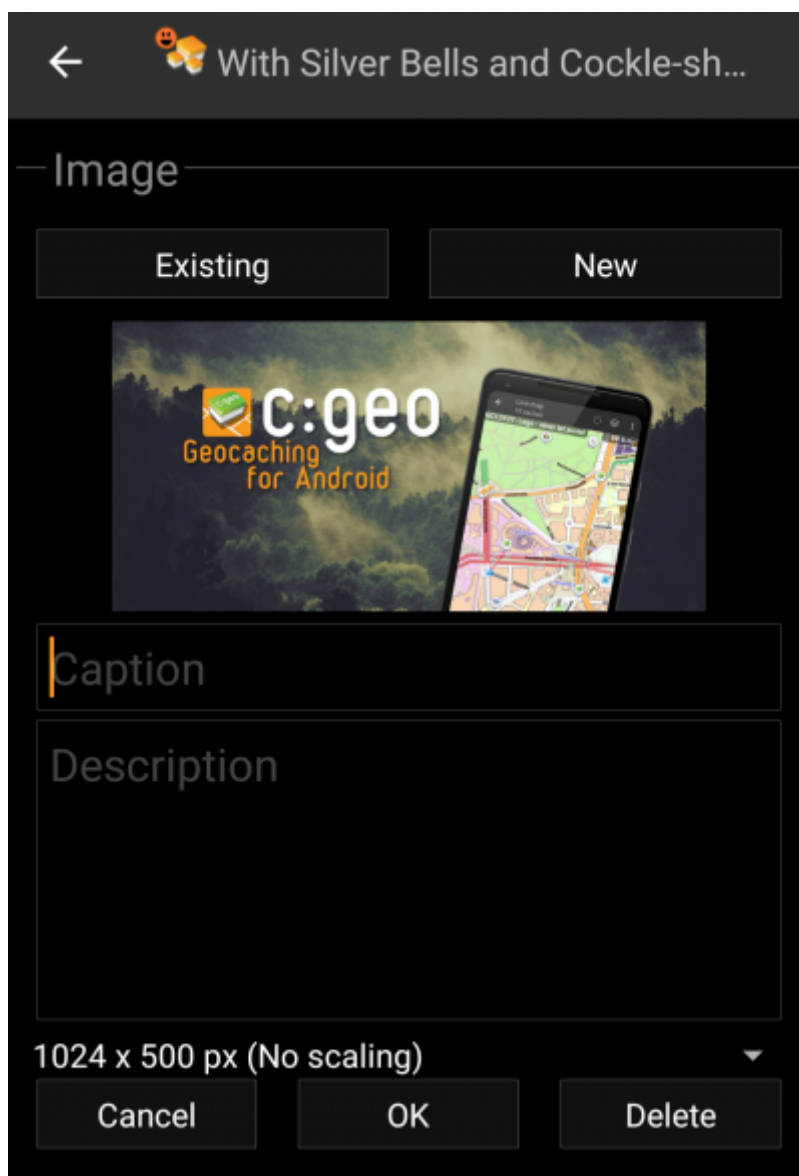 With Silver Bells and Cockle-sh...
Image
Existing
New
c:geo
Geocaching
for Android
Caption
Description
1024 x 500 px (No scaling)
Cancel
OK
Delete